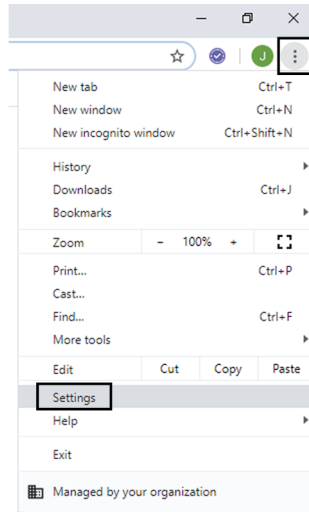 J
New tab Ctrl+T
New window Ctrl+N
New incognito window Ctrl+Shift+N
History
Downloads Ctrl+J
Bookmarks
Zoom - 100% +
Print... Ctrl+P
Cast...
Find... Ctrl+F
More tools
Edit Cut Copy Paste
Settings
Help
Exit
Managed by your organization